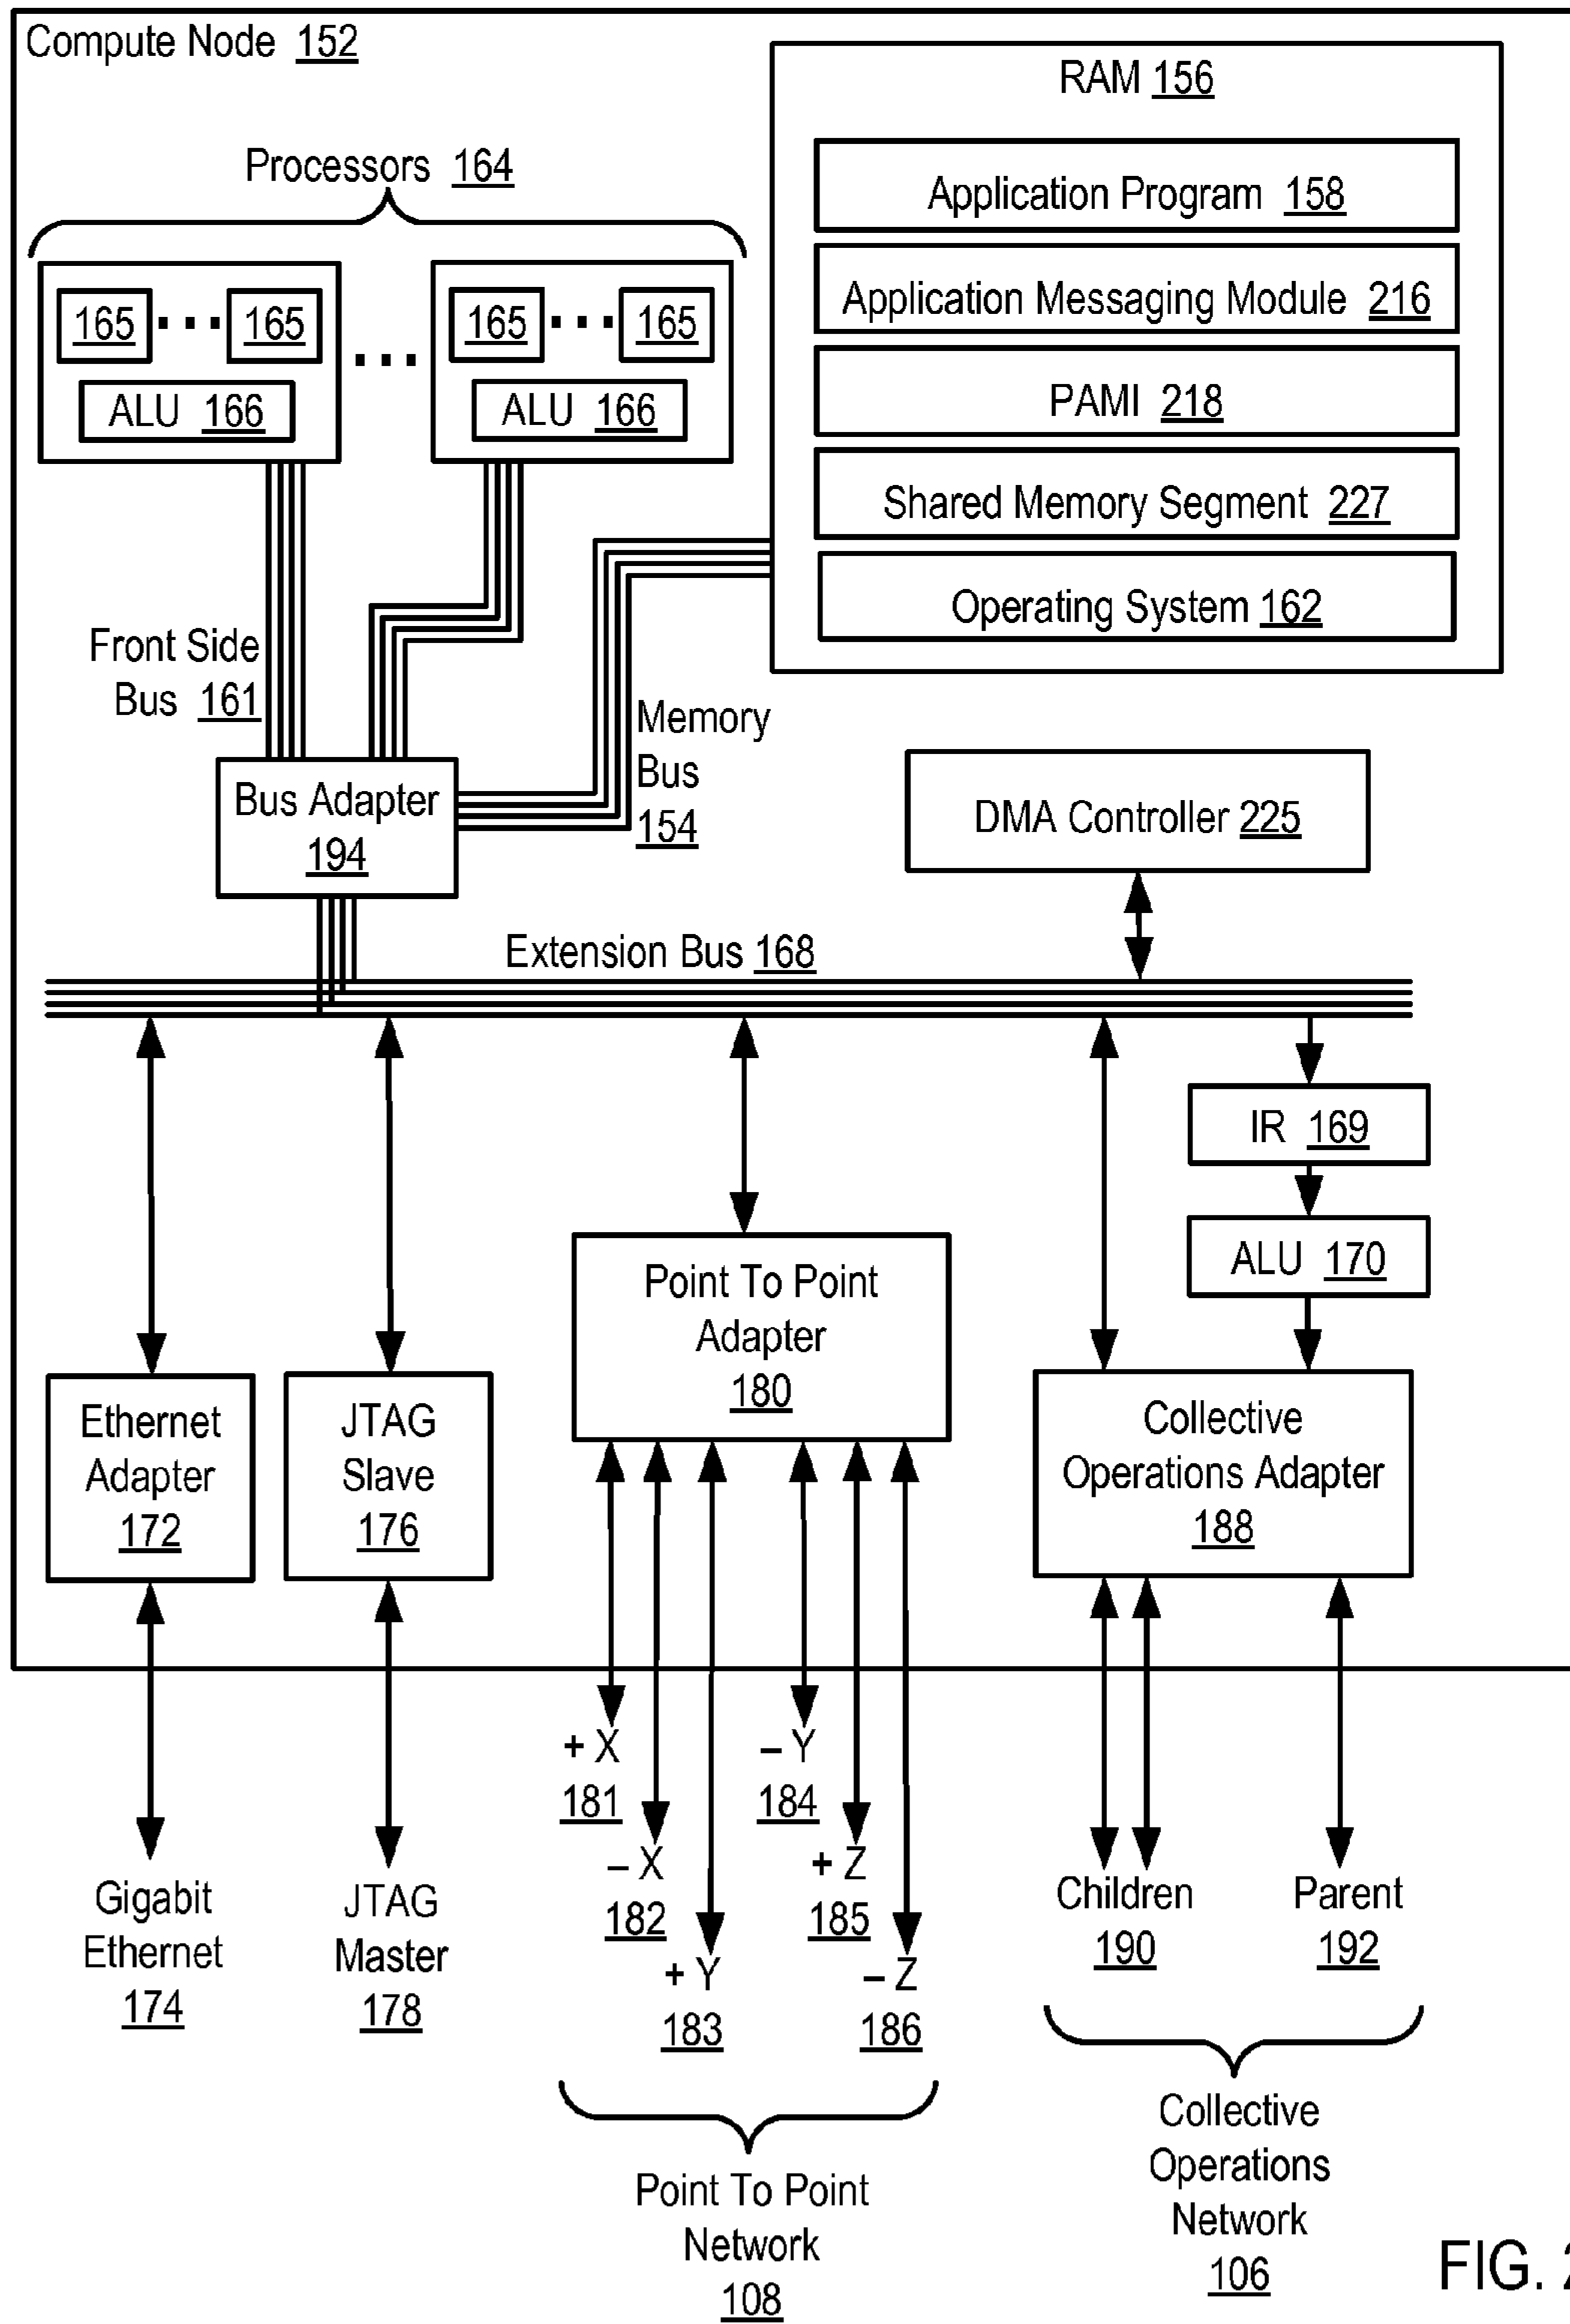 Compute Node 152
RAM 156
Application Program 158
Application Messaging Module 216
PAMI 218
Shared Memory Segment 227
Operating System 162
Processors 164
165 ... 165
ALU 166
...
165 ... 165
ALU 166
Front Side
Bus 161
Memory
Bus
154
Bus Adapter
194
DMA Controller 225
Extension Bus 168
IR 169
ALU 170
Point To Point
Adapter
180
Ethernet
Adapter
172
JTAG
Slave
176
Collective
Operations Adapter
188
+ X
181
– X
182
+ Y
183
– Y
184
+ Z
185
– Z
186
Gigabit
Ethernet
174
JTAG
Master
178
Children
190
Parent
192
Point To Point
Network
108
Collective
Operations
Network
106
FIG. 2